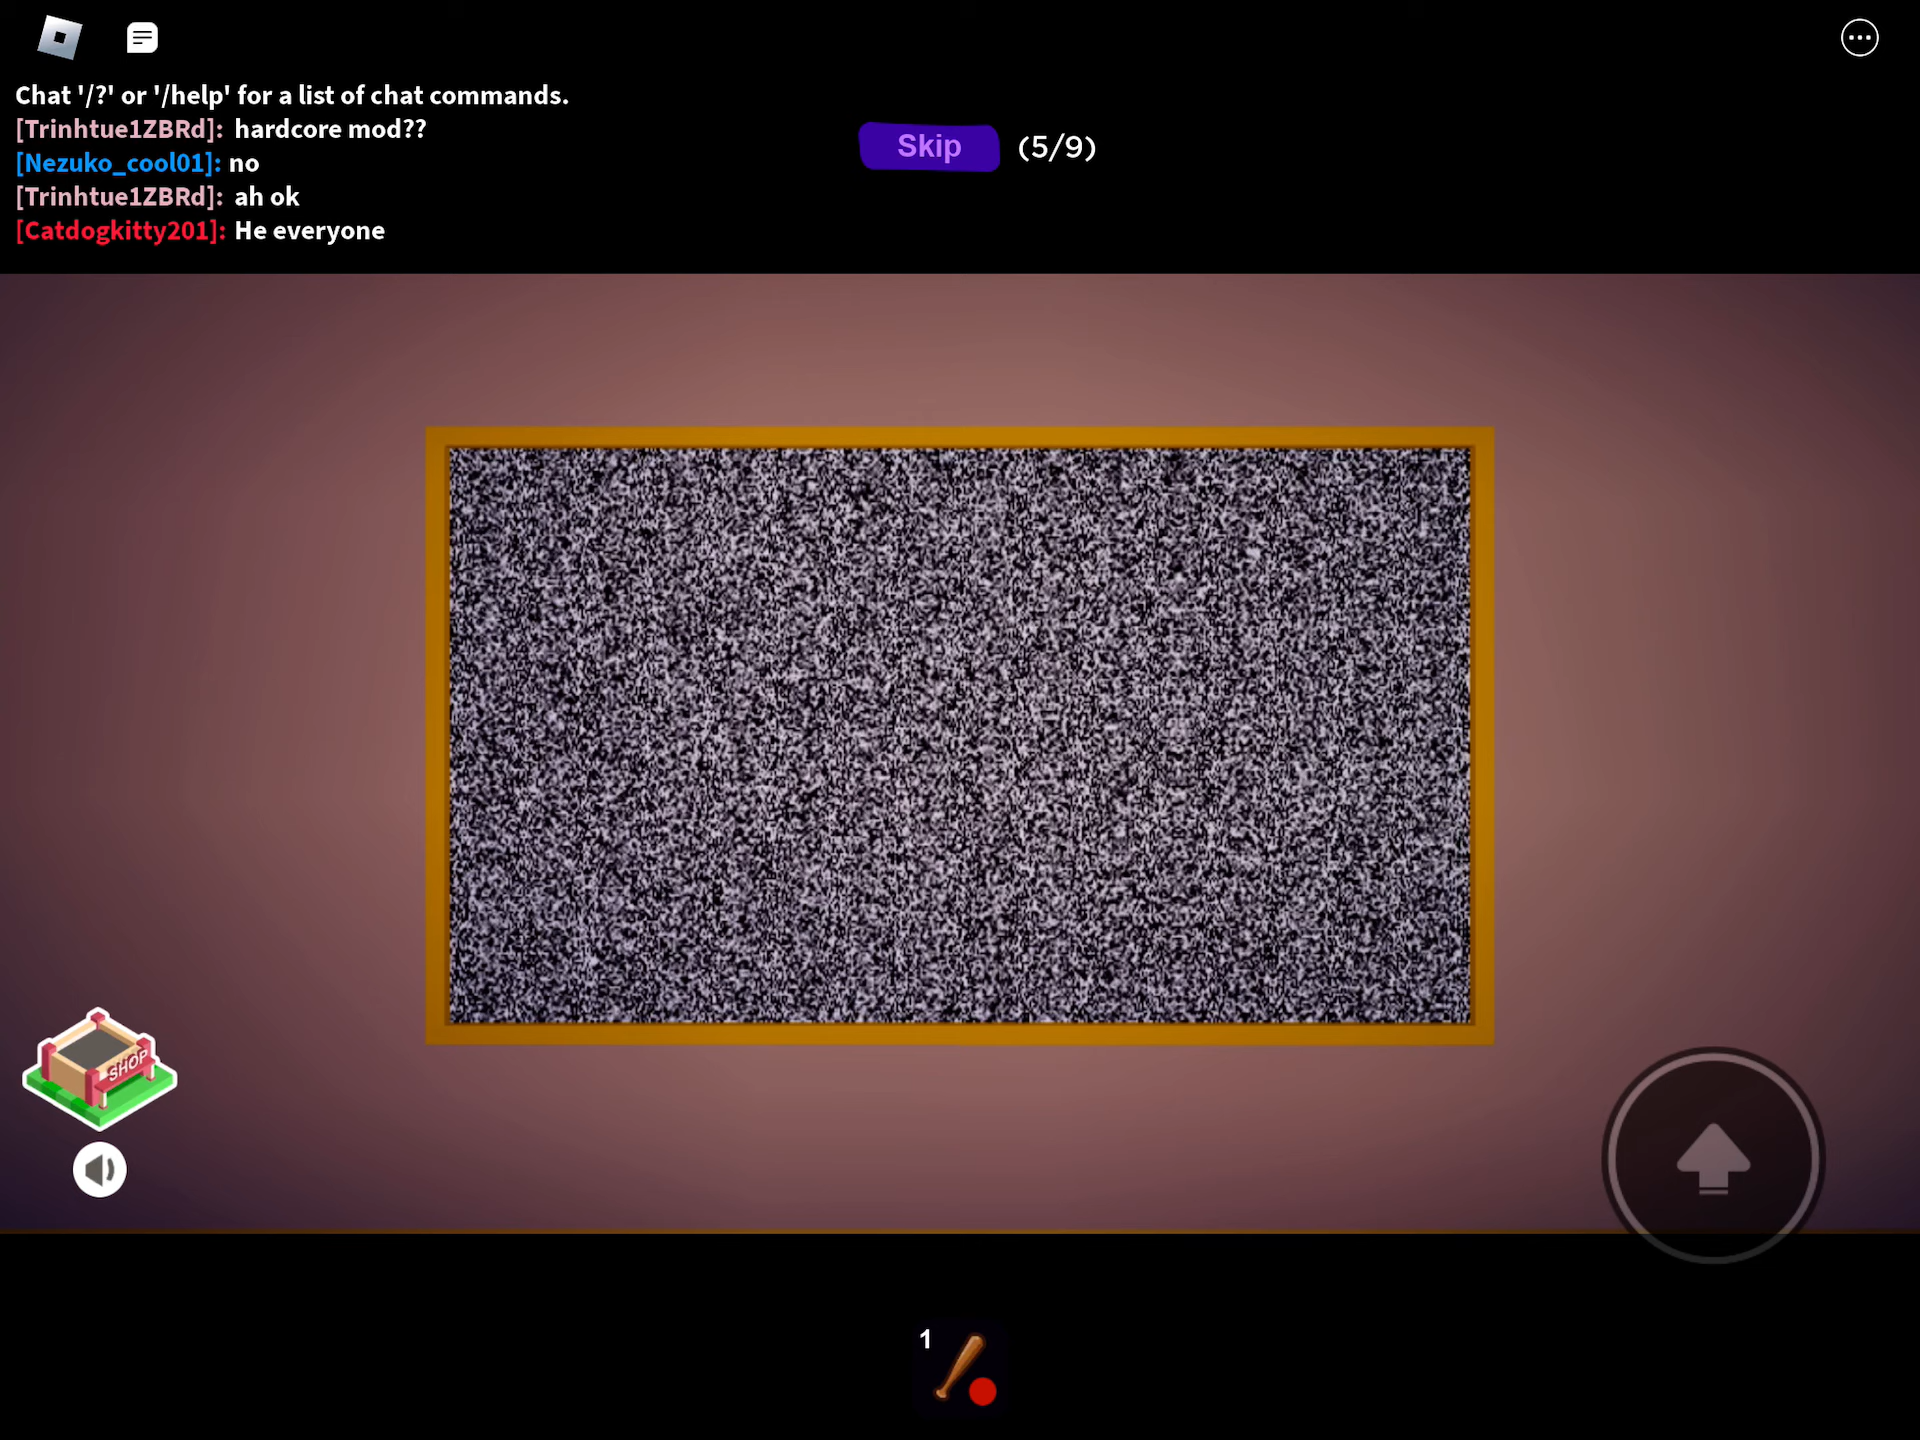 Chat '/?' or '/help' for a list of chat commands.
[Trinhtue1ZBRd]: hardcore mod??
[Nezuko_cool01]: no
[Trinhtue1ZBRd]: ah ok
[Catdogkitty201]: He everyone
Skip (5/9)
SHOP
1